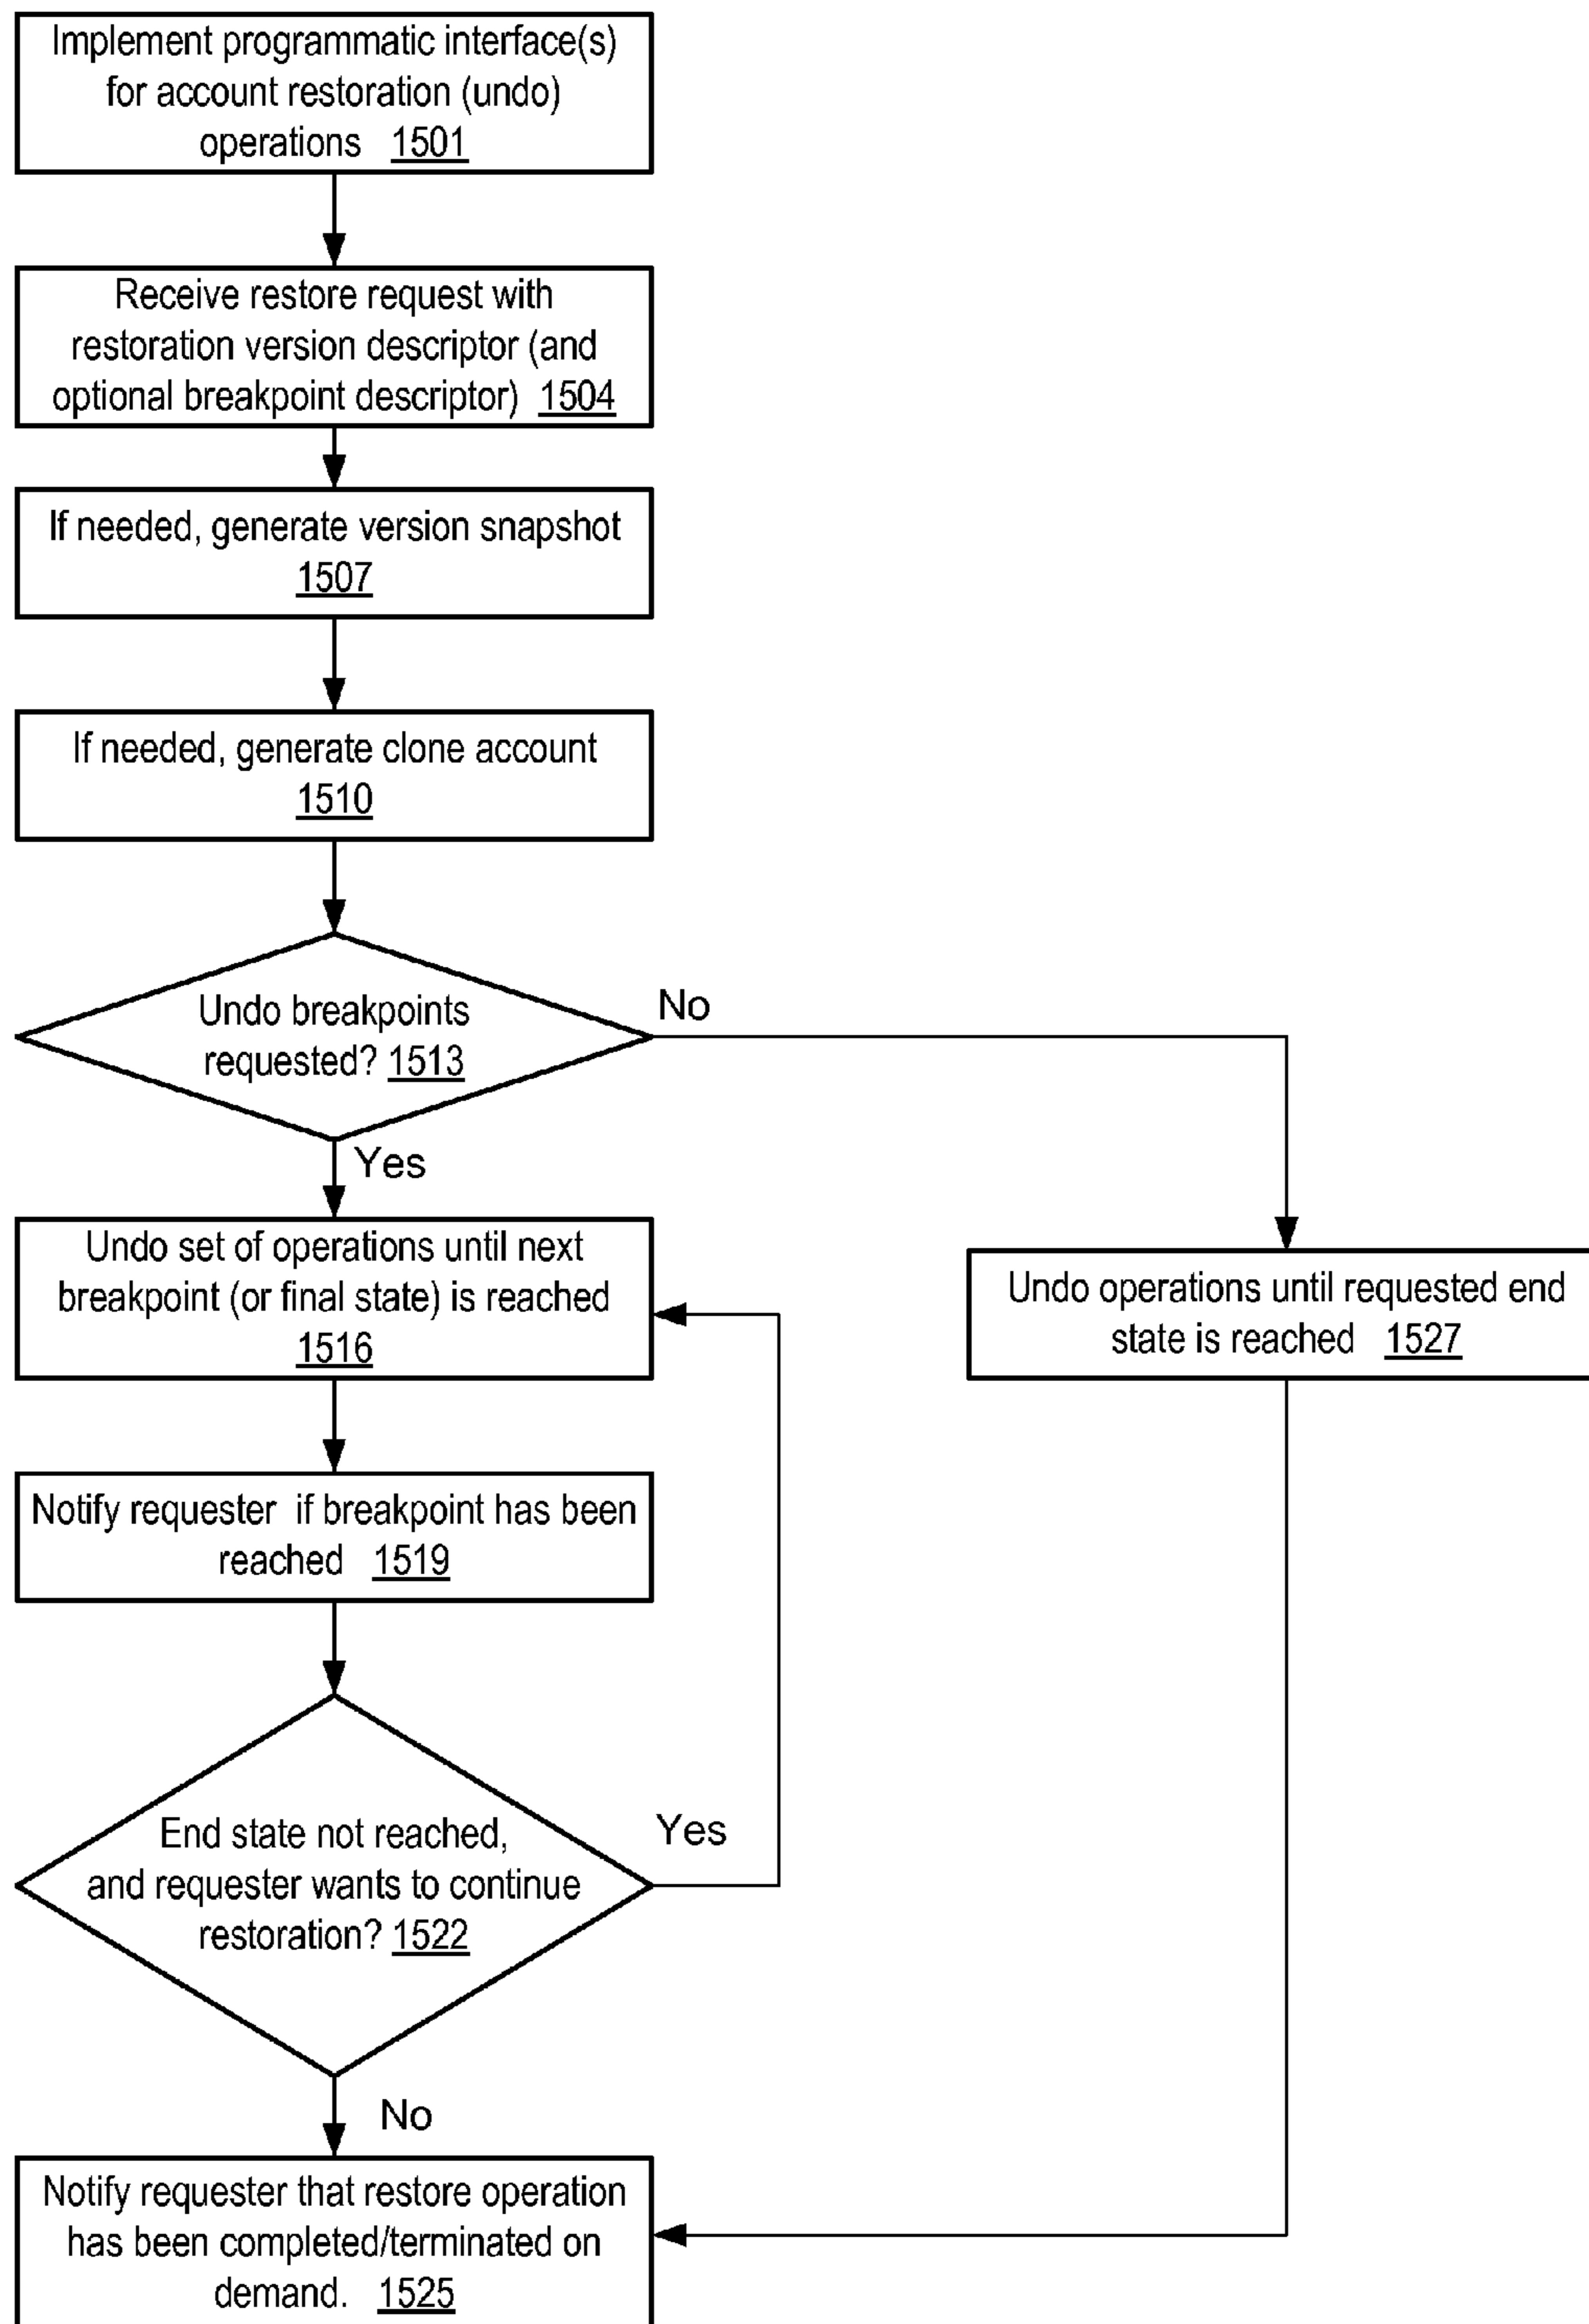 Implement programmatic interface(s)
for account restoration (undo)
operations 1501
Receive restore request with
restoration version descriptor (and
optional breakpoint descriptor) 1504
If needed, generate version snapshot
1507
If needed, generate clone account
1510
Undo breakpoints
requested? 1513
No
Yes
Undo set of operations until next
breakpoint (or final state) is reached
1516
Undo operations until requested end
state is reached 1527
Notify requester if breakpoint has been
reached 1519
End state not reached,
and requester wants to continue
restoration? 1522
Yes
No
Notify requester that restore operation
has been completed/terminated on
demand. 1525